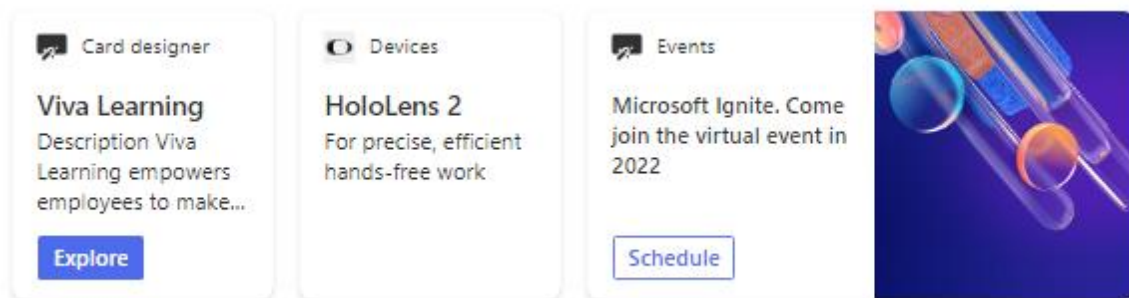 Card designer
Viva Learning
Description Viva
Learning empowers
employees to make...
Explore
Devices
HoloLens 2
For precise, efficient
hands-free work
Events
Microsoft Ignite. Come
join the virtual event in
2022
Schedule